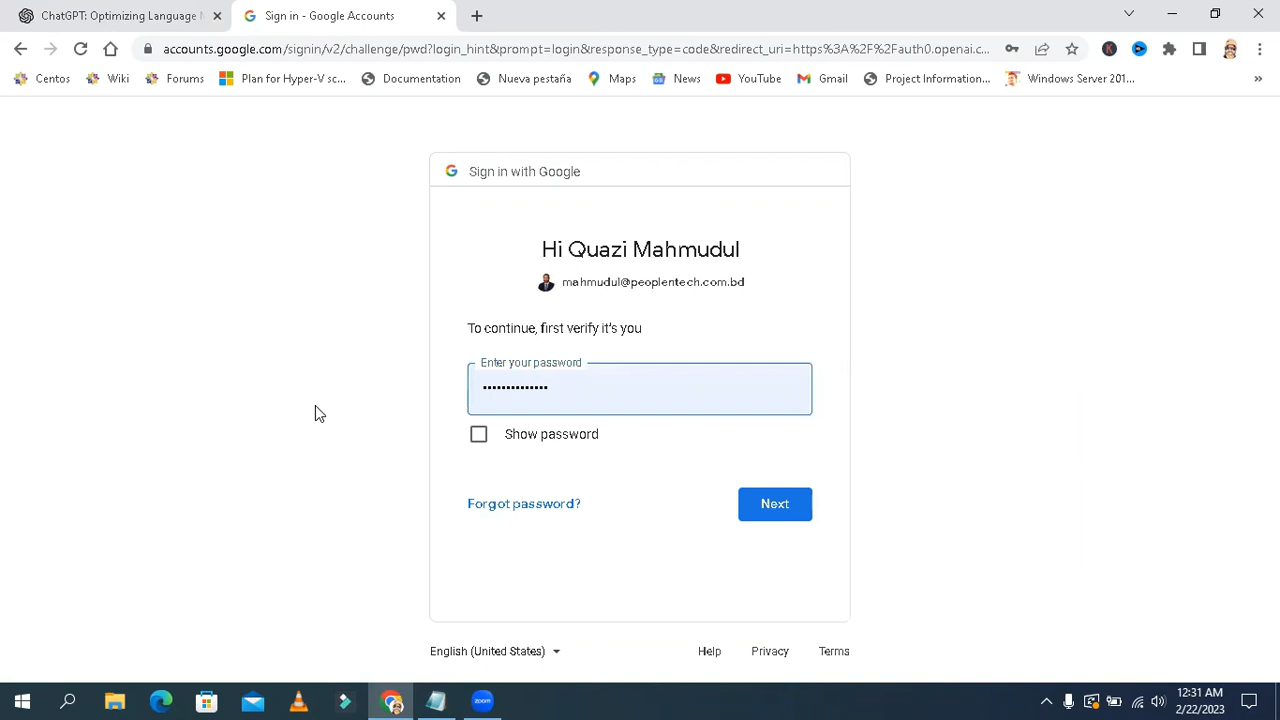 ChatGPT: Optimizing Language
Sign in - Google Accounts
accounts.google.com/signin/v2/challenge/pwd?login_hint&prompt=login&response_type=code&redirect_uri=https%3A%2F%2Fauth0.openai.c...
Centos
Wiki
Forums
Plan for Hyper-V sc...
Documentation
Nueva pestaña
Maps
News
YouTube
Gmail
Project Information...
Windows Server 201...
Sign in with Google
Hi Quazi Mahmudul
mahmudul@peoplentech.com.bd
To continue, first verify it's you
Enter your password
••••••••••••••
Show password
Forgot password?
Next
English (United States)
Help
Privacy
Terms
zoom
12:31 AM
2/22/2023